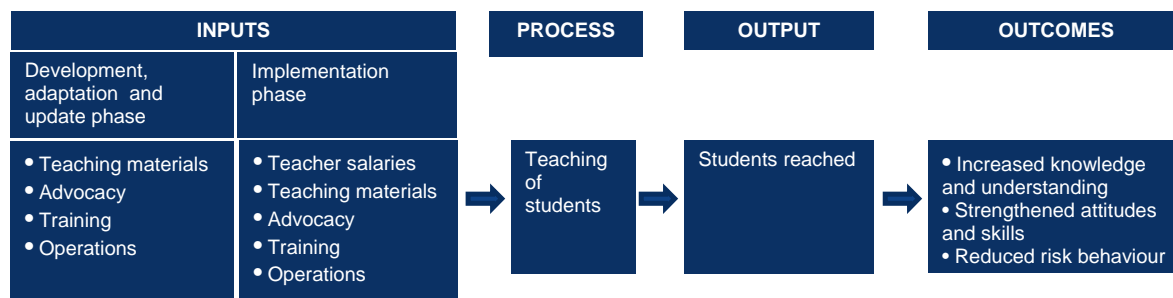 INPUTS
PROCESS
OUTPUT
OUTCOMES
Development,
adaptation and
update phase
Implementation
phase
• Teaching materials
• Advocacy
• Training
• Operations
• Teacher salaries
• Teaching materials
• Advocacy
• Training
• Operations
Teaching
of
students
Students reached
• Increased knowledge
and understanding
• Strengthened attitudes
and skills
• Reduced risk behaviour